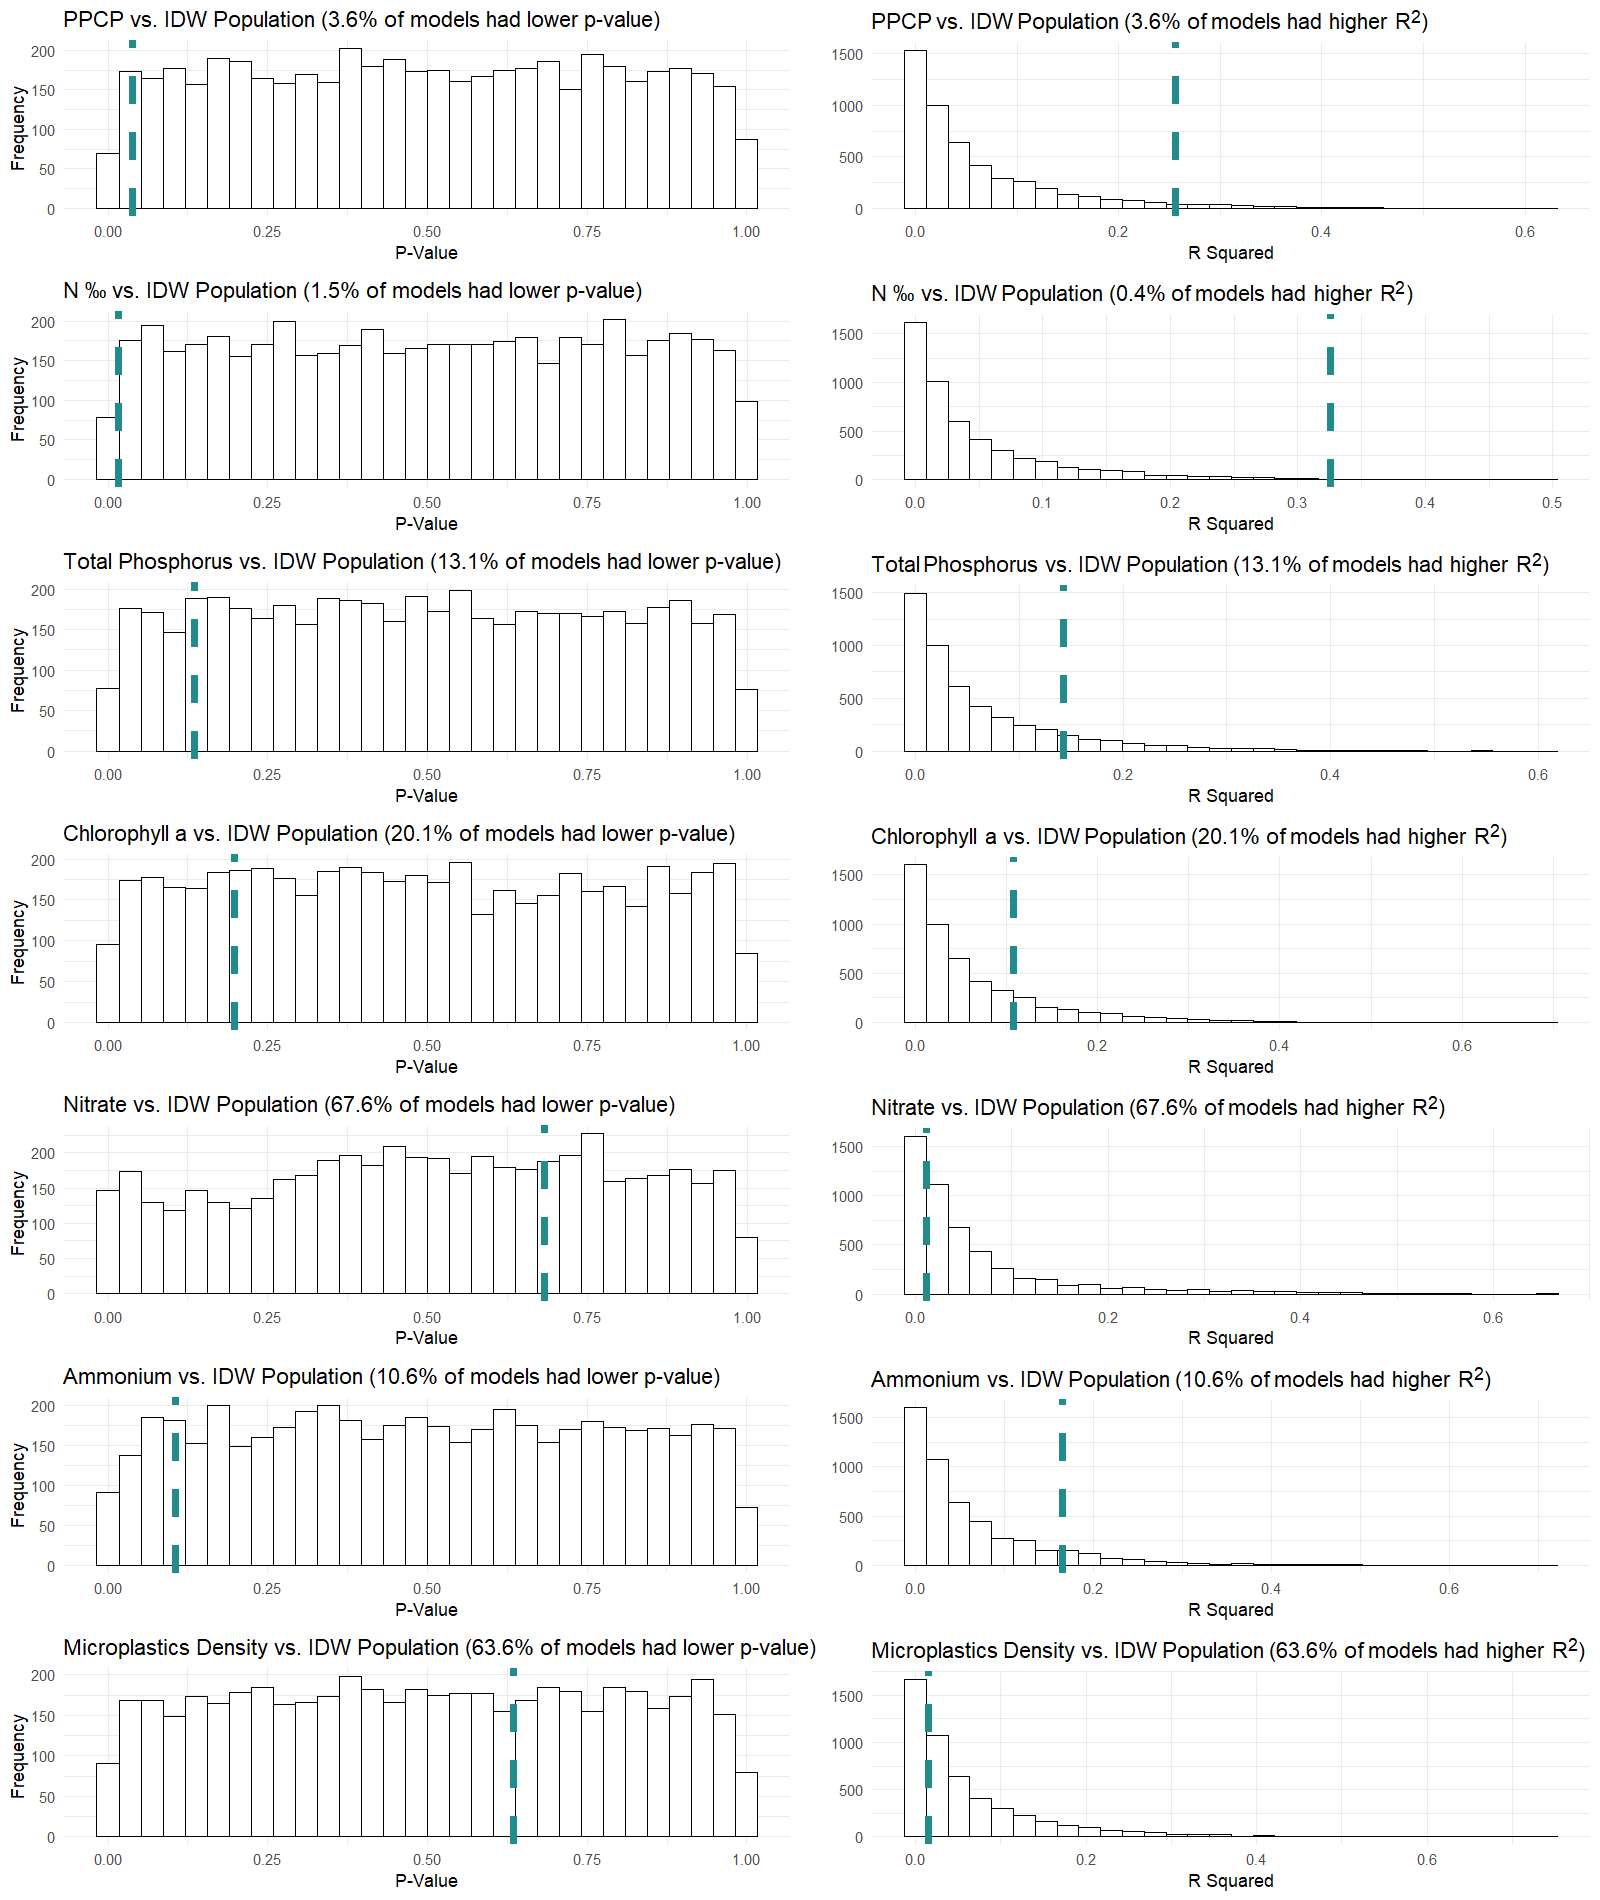 PPCP vs. IDW Population (3.6% of models had lower p-value)
Frequency
200
150
100
50
0
0.00 0.25 0.50 0.75 1.00
P-Value
PPCP vs. IDW Population (3.6% of models had higher R²)
1500
1000
500
0
0.0 0.2 0.4 0.6
R Squared
N ‰ vs. IDW Population (1.5% of models had lower p-value)
Frequency
200
150
100
50
0
0.00 0.25 0.50 0.75 1.00
P-Value
N ‰ vs. IDW Population (0.4% of models had higher R²)
1500
1000
500
0
0.0 0.1 0.2 0.3 0.4 0.5
R Squared
Total Phosphorus vs. IDW Population (13.1% of models had lower p-value)
Frequency
200
150
100
50
0
0.00 0.25 0.50 0.75 1.00
P-Value
Total Phosphorus vs. IDW Population (13.1% of models had higher R²)
1500
1000
500
0
0.0 0.2 0.4 0.6
R Squared
Chlorophyll a vs. IDW Population (20.1% of models had lower p-value)
Frequency
200
150
100
50
0
0.00 0.25 0.50 0.75 1.00
P-Value
Chlorophyll a vs. IDW Population (20.1% of models had higher R²)
1500
1000
500
0
0.0 0.2 0.4 0.6
R Squared
Nitrate vs. IDW Population (67.6% of models had lower p-value)
Frequency
200
150
100
50
0
0.00 0.25 0.50 0.75 1.00
P-Value
Nitrate vs. IDW Population (67.6% of models had higher R²)
1500
1000
500
0
0.0 0.2 0.4 0.6
R Squared
Ammonium vs. IDW Population (10.6% of models had lower p-value)
Frequency
200
150
100
50
0
0.00 0.25 0.50 0.75 1.00
P-Value
Ammonium vs. IDW Population (10.6% of models had higher R²)
1500
1000
500
0
0.0 0.2 0.4 0.6
R Squared
Microplastics Density vs. IDW Population (63.6% of models had lower p-value)
Frequency
200
150
100
50
0
0.00 0.25 0.50 0.75 1.00
P-Value
Microplastics Density vs. IDW Population (63.6% of models had higher R²)
1500
1000
500
0
0.0 0.2 0.4 0.6
R Squared